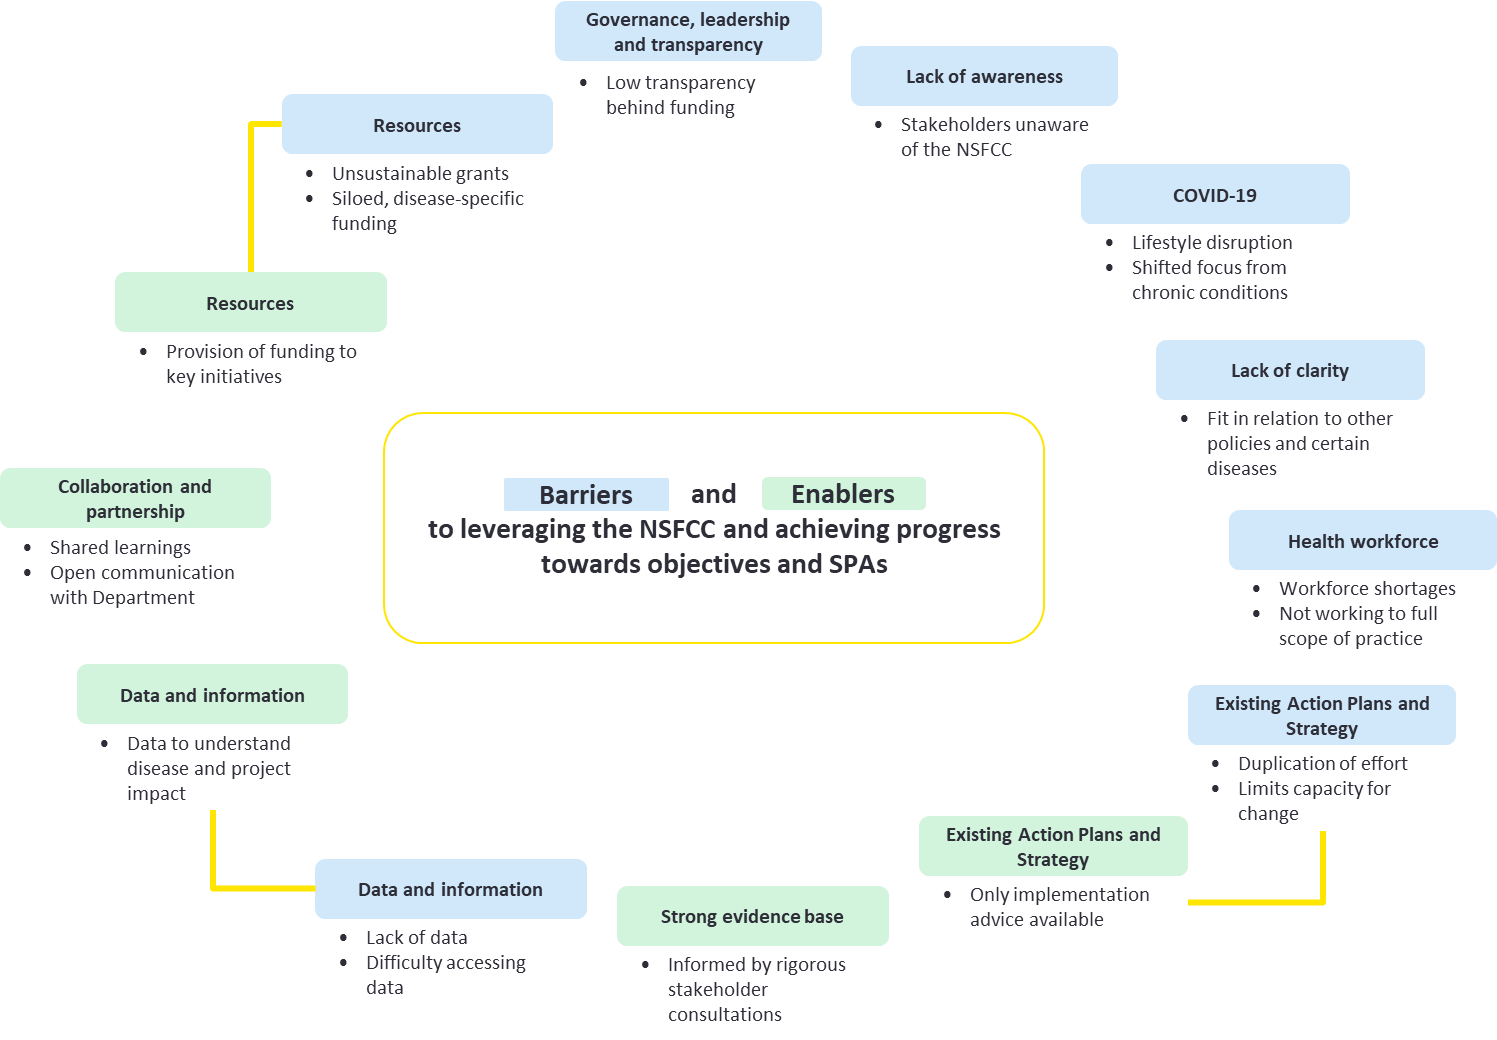 Governance, leadership
and transparency
• Low transparency
behind funding
Lack of awareness
• Stakeholders unaware
of the NSFCC
COVID-19
• Lifestyle disruption
• Shifted focus from
chronic conditions
Lack of clarity
• Fit in relation to other
policies and certain
diseases
Health workforce
• Workforce shortages
• Not working to full
scope of practice
Existing Action Plans and
Strategy
• Duplication of effort
• Limits capacity for
change
Existing Action Plans and
Strategy
• Only implementation
advice available
Strong evidence base
• Informed by rigorous
stakeholder
consultations
Data and information
• Lack of data
• Difficulty accessing
data
Data and information
• Data to understand
disease and project
impact
Collaboration and
partnership
• Shared learnings
• Open communication
with Department
Resources
• Provision of funding to
key initiatives
Resources
• Unsustainable grants
• Siloed, disease-specific
funding
Barriers and Enablers
to leveraging the NSFCC and achieving progress
towards objectives and SPAs